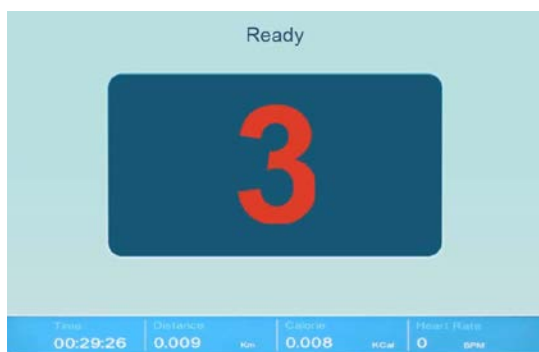 Ready
3
Time Distance Calorie Heart Rate
00:29:26 0.009 Km 0.008 KCal 0 BPM